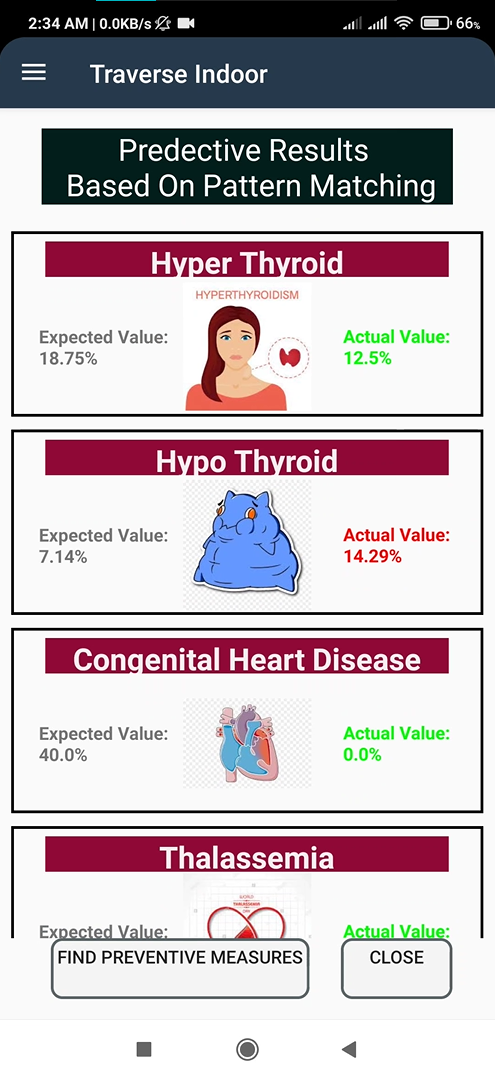 2:34 AM | 0.0KB/s 66%
Traverse Indoor
Predective Results
Based On Pattern Matching
Hyper Thyroid
HYPERTHYROIDISM
Expected Value:
18.75%
Actual Value:
12.5%
Hypo Thyroid
Expected Value:
7.14%
Actual Value:
14.29%
Congenital Heart Disease
Expected Value:
40.0%
Actual Value:
0.0%
Thalassemia
WORLD
THALASSEMIA
Expected Value:
Actual Value:
FIND PREVENTIVE MEASURES
CLOSE